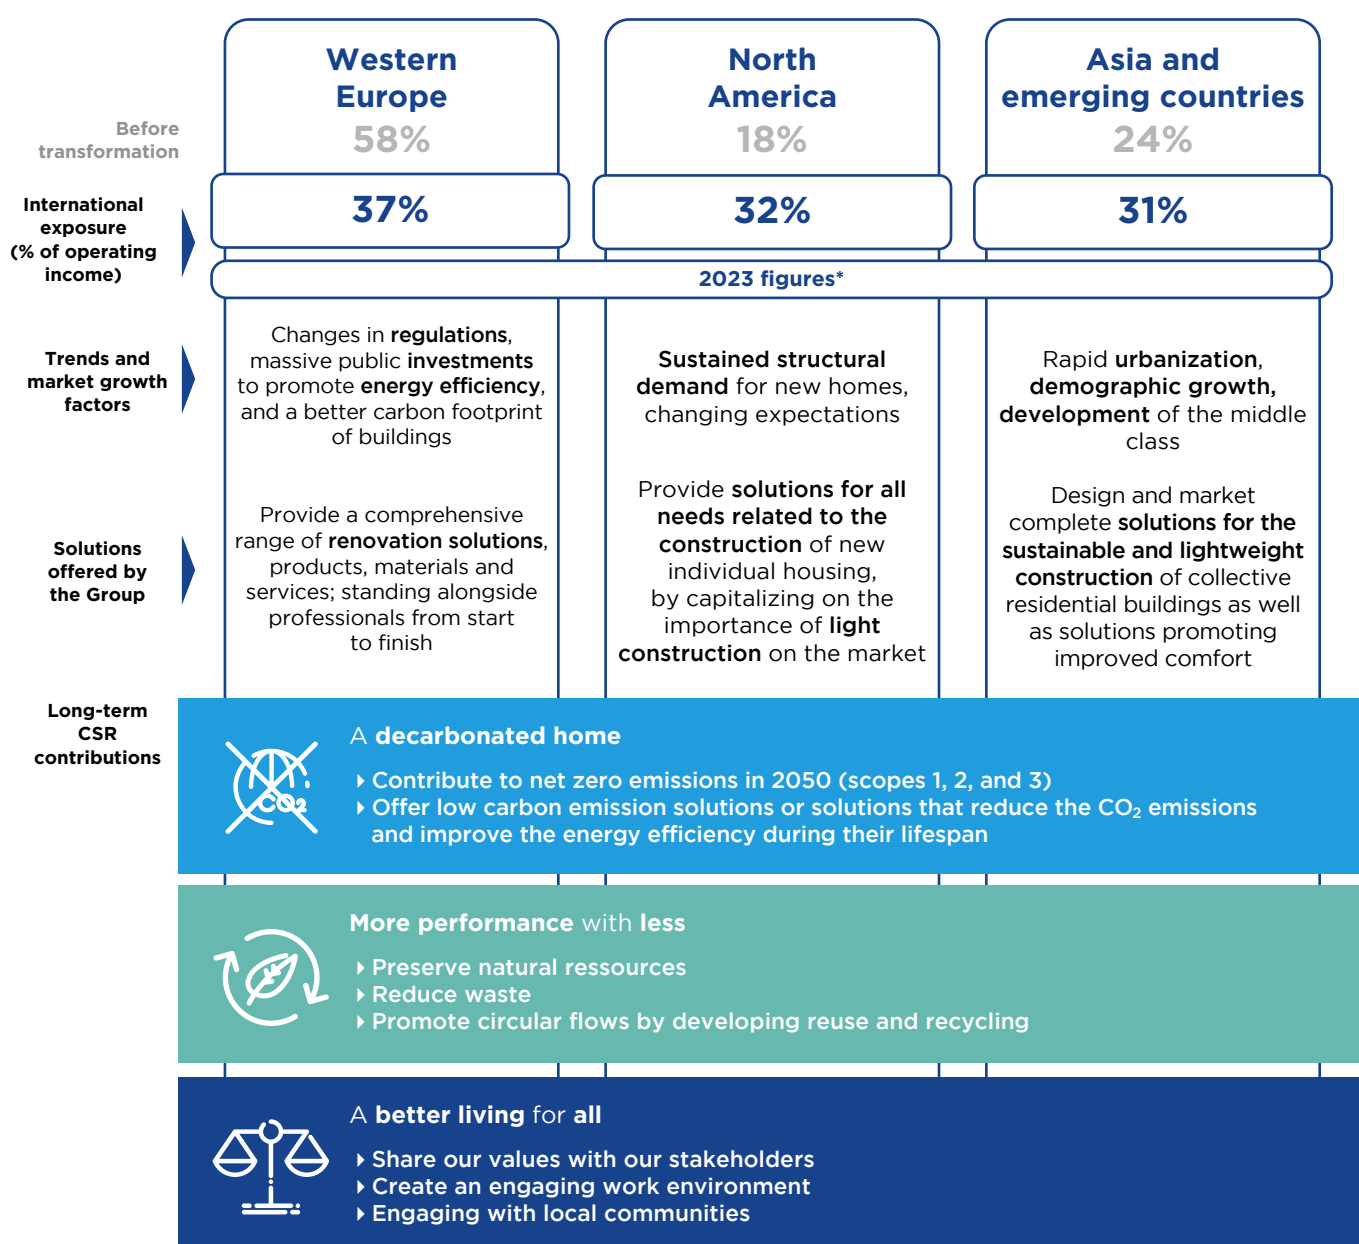 Western
Europe
58%
North
America
18%
Asia and
emerging countries
24%
Before
transformation
International
exposure
(% of operating
income)
37%
32%
31%
2023 figures*
Trends and
market growth
factors
Changes in regulations,
massive public investments
to promote energy efficiency,
and a better carbon footprint
of buildings
Sustained structural
demand for new homes,
changing expectations
Rapid urbanization,
demographic growth,
development of the middle
class
Solutions
offered by
the Group
Provide a comprehensive
range of renovation solutions,
products, materials and
services; standing alongside
professionals from start
to finish
Provide solutions for all
needs related to the
construction of new
individual housing,
by capitalizing on the
importance of light
construction on the market
Design and market
complete solutions for the
sustainable and lightweight
construction of collective
residential buildings as well
as solutions promoting
improved comfort
Long-term
CSR
contributions
CO2
A decarbonated home
Contribute to net zero emissions in 2050 (scopes 1, 2, and 3)
Offer low carbon emission solutions or solutions that reduce the CO₂ emissions
and improve the energy efficiency during their lifespan
More performance with less
Preserve natural ressources
Reduce waste
Promote circular flows by developing reuse and recycling
A better living for all
Share our values with our stakeholders
Create an engaging work environment
Engaging with local communities